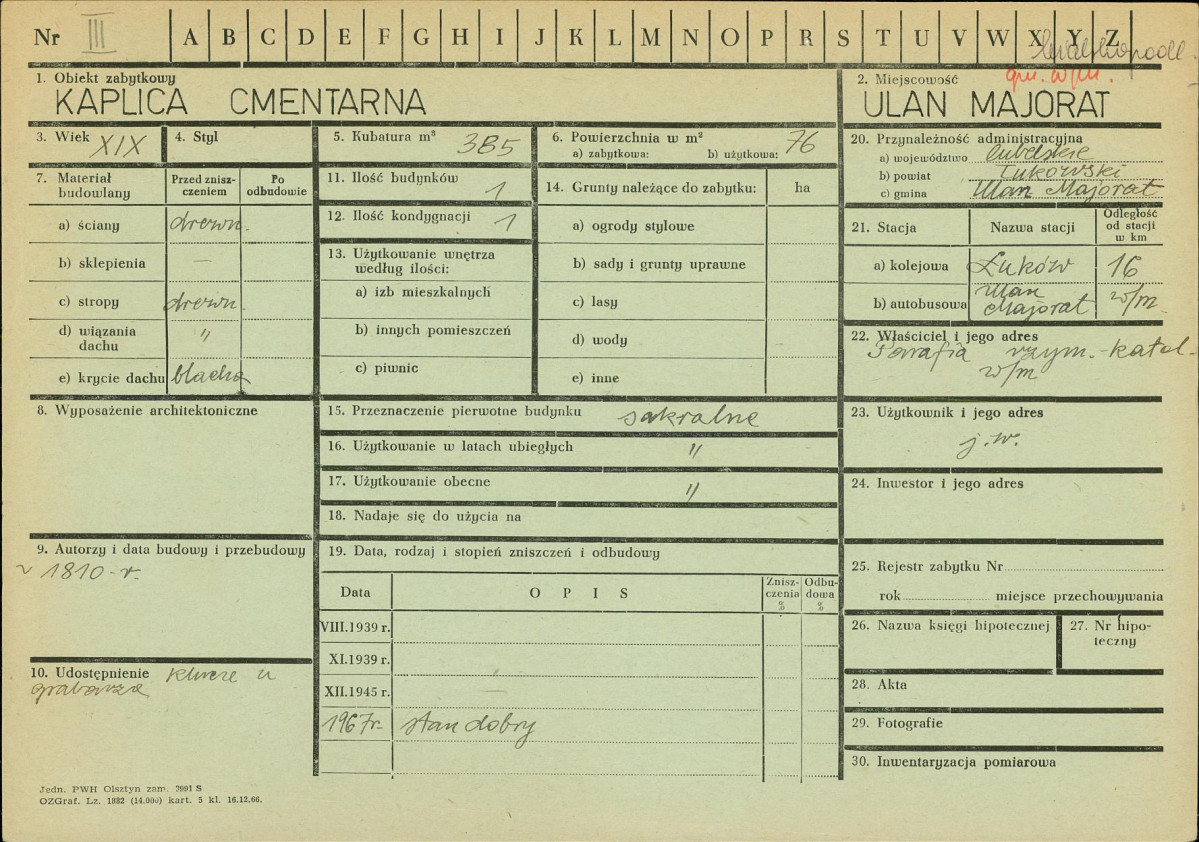 Nr III A B C D E F G H I J K L M N O P R S T U V W X Y Z
gm. w/m.
1. Obiekt zabytkowy
KAPLICA CMENTARNA
2. Miejscowość
ULAN MAJORAT
3. Wiek XIX
4. Styl
5. Kubatura m³ 385
6. Powierzchnia w m² 76
a) zabytkowa: b) użytkowa:
7. Materiał budowlany
Przed zniszczeniem
Po odbudowie
a) ściany drewn.
b) sklepienia —
c) stropy drewn.
d) wiązania dachu "
e) krycie dachu blacha
8. Wyposażenie architektoniczne
9. Autorzy i data budowy i przebudowy
~ 1810 r.
10. Udostępnienie klucze u
grabarza
11. Ilość budynków 1
12. Ilość kondygnacji 1
13. Użytkowanie wnętrza
według ilości:
a) izb mieszkalnych
b) innych pomieszczeń
c) piwnic
14. Grunty należące do zabytku: ha
a) ogrody stylowe
b) sady i grunty uprawne
c) lasy
d) wody
e) inne
15. Przeznaczenie pierwotne budynku sakralne
16. Użytkowanie w latach ubiegłych "
17. Użytkowanie obecne "
18. Nadaje się do użycia na
19. Data, rodzaj i stopień zniszczeń i odbudowy
Data OPIS Zniszczenia % Odbudowa %
VIII.1939 r.
XI.1939 r.
XII.1945 r. —
1967r. stan dobry
20. Przynależność administracyjna
a) województwo lubelskie
b) powiat Łukowski
c) gmina Ulan Majorat
21. Stacja Nazwa stacji Odległość od stacji w km
a) kolejowa Łuków 16
b) autobusowa Ulan Majorat w/m.
22. Właściciel i jego adres
Parafia rzym.-katol-
w/m
23. Użytkownik i jego adres
j.w.
24. Inwestor i jego adres
25. Rejestr zabytku Nr
rok miejsce przechowywania
26. Nazwa księgi hipotecznej
27. Nr hipo-
teczny
28. Akta
29. Fotografie
30. Inwentaryzacja pomiarowa
Jedn. PWH Olsztyn zam. 3991 S
OZGraf. Lz. 1882 (14.000) kart. 5 kl. 16.12.66.